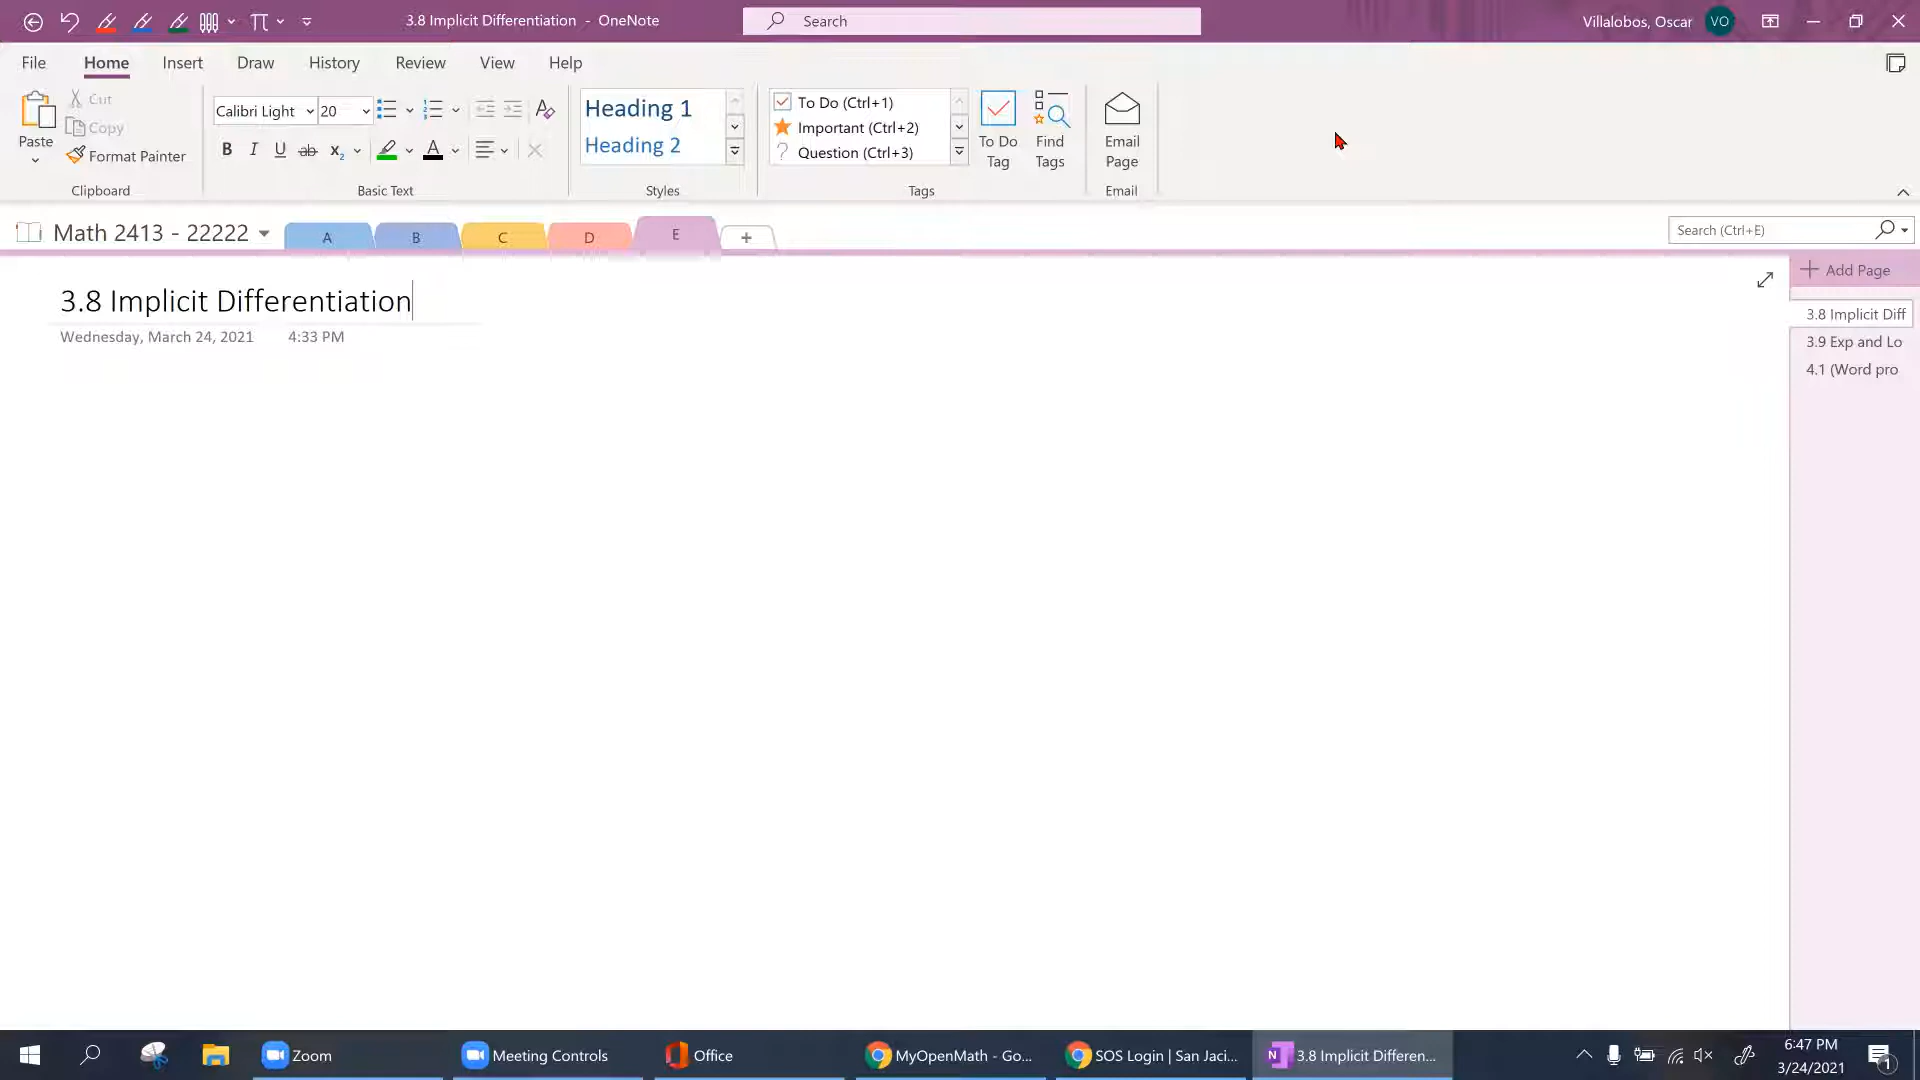 3.8 Implicit Differentiation - OneNote
Search
Villalobos, Oscar
VO
File
Home
Insert
Draw
History
Review
View
Help
Paste
Cut
Copy
Format Painter
Clipboard
Calibri Light
20
B I U ab x₂ A
Basic Text
Heading 1
Heading 2
Styles
To Do (Ctrl+1)
Important (Ctrl+2)
Question (Ctrl+3)
Tags
To Do
Tag
Find
Tags
Email
Page
Email
Math 2413 - 22222
A
B
C
D
E
+
Search (Ctrl+E)
3.8 Implicit Differentiation
Wednesday, March 24, 2021 4:33 PM
Add Page
3.8 Implicit Diff
3.9 Exp and Lo
4.1 (Word pro
Zoom
Meeting Controls
Office
MyOpenMath - Go...
SOS Login | San Jaci...
3.8 Implicit Differen...
6:47 PM
3/24/2021
1